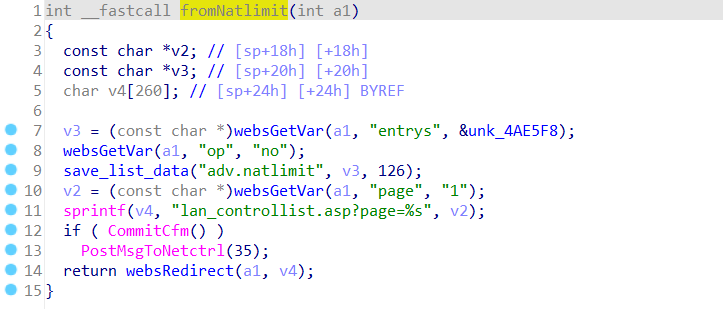 1 int __fastcall fromNatlimit(int a1)
2 {
3 const char *v2; // [sp+18h] [+18h]
4 const char *v3; // [sp+20h] [+20h]
5 char v4[260]; // [sp+24h] [+24h] BYREF
6
7 v3 = (const char *)websGetVar(a1, "entrys", &unk_4AE5F8);
8 websGetVar(a1, "op", "no");
9 save_list_data("adv.natlimit", v3, 126);
10 v2 = (const char *)websGetVar(a1, "page", "1");
11 sprintf(v4, "lan_controllist.asp?page=%s", v2);
12 if ( CommitCfm() )
13 PostMsgToNetctrl(35);
14 return websRedirect(a1, v4);
15 }